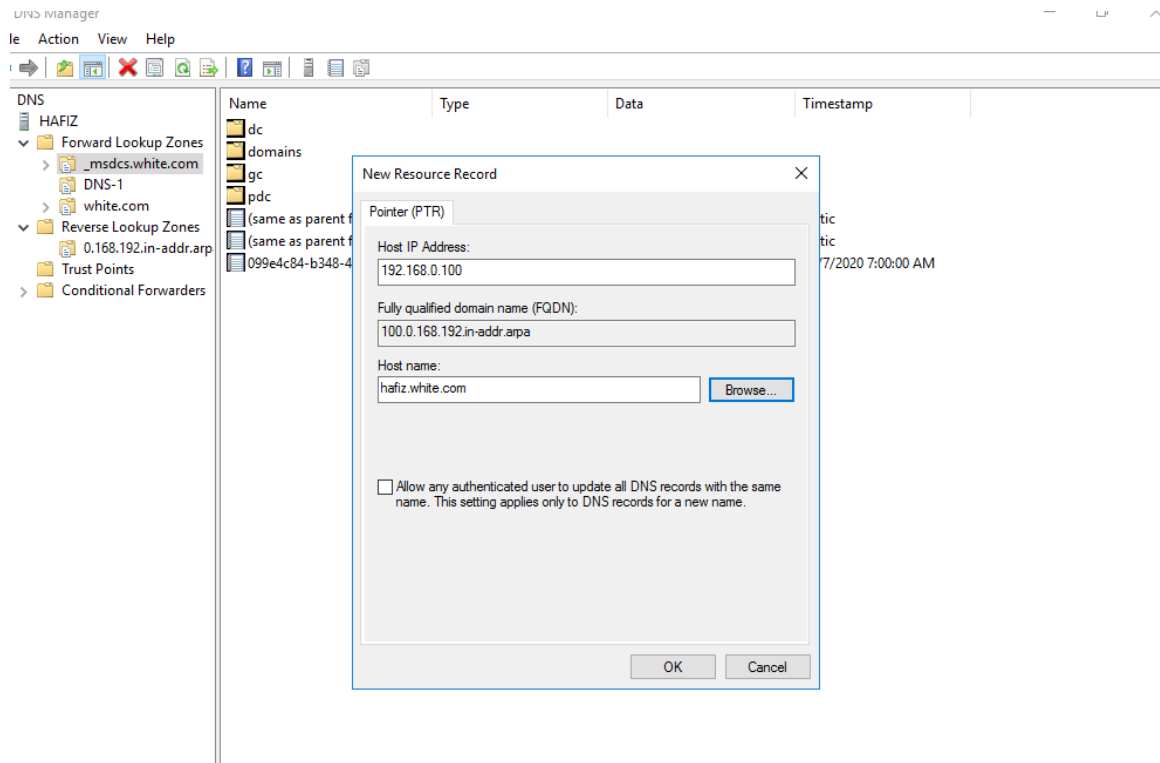 DNS Manager
le Action View Help
DNS
HAFIZ
Forward Lookup Zones
_msdcs.white.com
DNS-1
white.com
Reverse Lookup Zones
0.168.192.in-addr.arp
Trust Points
Conditional Forwarders
Name Type Data Timestamp
dc
domains
gc
pdc
(same as parent f
tic
(same as parent f
tic
099e4c84-b348-4
/7/2020 7:00:00 AM
New Resource Record
Pointer (PTR)
Host IP Address:
192.168.0.100
Fully qualified domain name (FQDN):
100.0.168.192.in-addr.arpa
Host name:
hafiz.white.com
Browse...
Allow any authenticated user to update all DNS records with the same
name. This setting applies only to DNS records for a new name.
OK Cancel